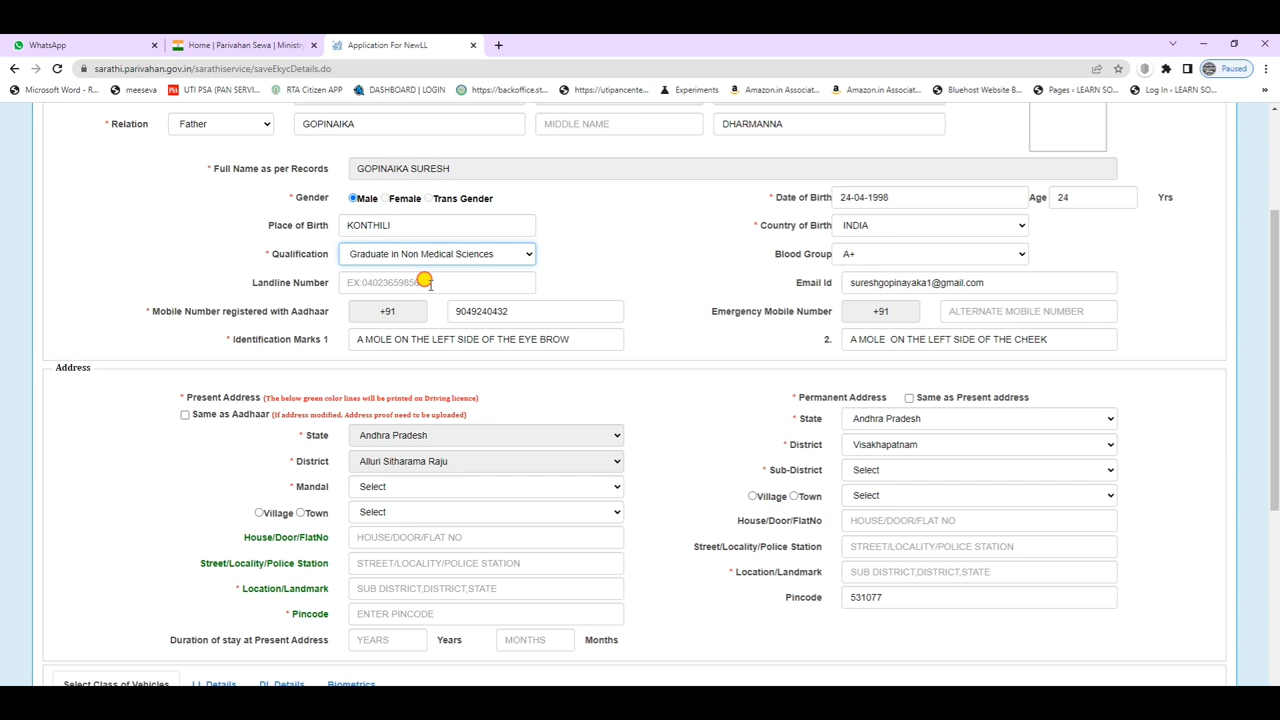 WhatsApp
Home | Parivahan Sewa | Ministry
Application For NewLL
sarathi.parivahan.gov.in/sarathiservice/saveEkycDetails.do
Paused
Microsoft Word - R...
meeseva
UTI PSA (PAN SERVI...
RTA Citizen APP
DASHBOARD | LOGIN
https://backoffice.st...
https://utipancente...
Experiments
Amazon.in Associat...
Amazon.in Associat...
Bluehost Website B...
Pages ‹ LEARN SO...
Log In ‹ LEARN SO...
»
* Relation Father GOPINAIKA MIDDLE NAME DHARMANNA
* Full Name as per Records GOPINAIKA SURESH
* Gender Male Female Trans Gender * Date of Birth 24-04-1998 Age 24 Yrs
Place of Birth KONTHILI * Country of Birth INDIA
* Qualification Graduate in Non Medical Sciences Blood Group A+
Landline Number Email Id sureshgopinayaka1@gmail.com
* Mobile Number registered with Aadhaar +91 9049240432 Emergency Mobile Number +91 ALTERNATE MOBILE NUMBER
* Identification Marks 1 A MOLE ON THE LEFT SIDE OF THE EYE BROW 2. A MOLE ON THE LEFT SIDE OF THE CHEEK
Address
* Present Address (The below green color lines will be printed on Driving licence)
Same as Aadhaar (If address modified, Address proof need to be uploaded)
* State Andhra Pradesh
* District Alluri Sitharama Raju
* Mandal Select
Village Town Select
House/Door/FlatNo HOUSE/DOOR/FLAT NO
Street/Locality/Police Station STREET/LOCALITY/POLICE STATION
* Location/Landmark SUB DISTRICT,DISTRICT,STATE
* Pincode ENTER PINCODE
Duration of stay at Present Address YEARS Years MONTHS Months
* Permanent Address Same as Present address
* State Andhra Pradesh
* District Visakhapatnam
* Sub-District Select
Village Town Select
House/Door/FlatNo HOUSE/DOOR/FLAT NO
Street/Locality/Police Station STREET/LOCALITY/POLICE STATION
* Location/Landmark SUB DISTRICT,DISTRICT,STATE
Pincode 531077
Select Class of Vehicles LL Details DL Details Biometrics